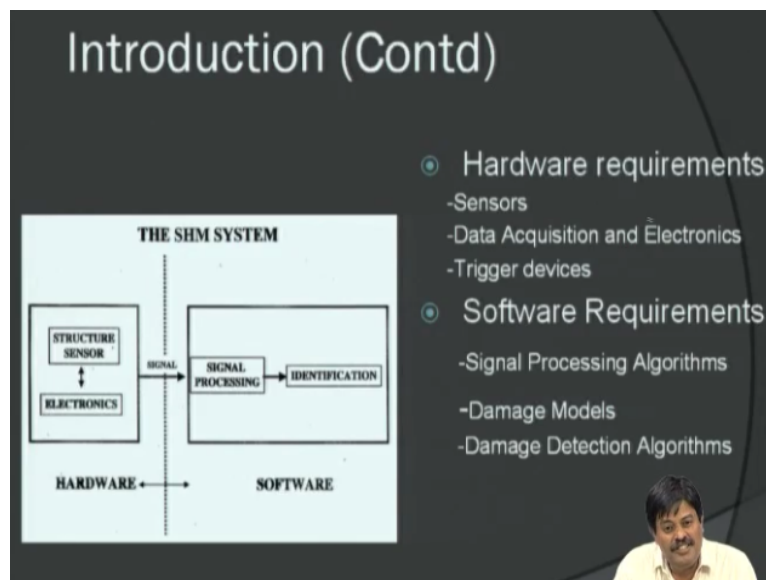 Introduction (Contd)
THE SHM SYSTEM
STRUCTURE
SENSOR
ELECTRONICS
SIGNAL
SIGNAL
PROCESSING
IDENTIFICATION
HARDWARE
SOFTWARE
Hardware requirements
-Sensors
-Data Acquisition and Electronics
-Trigger devices
Software Requirements
-Signal Processing Algorithms
-Damage Models
-Damage Detection Algorithms